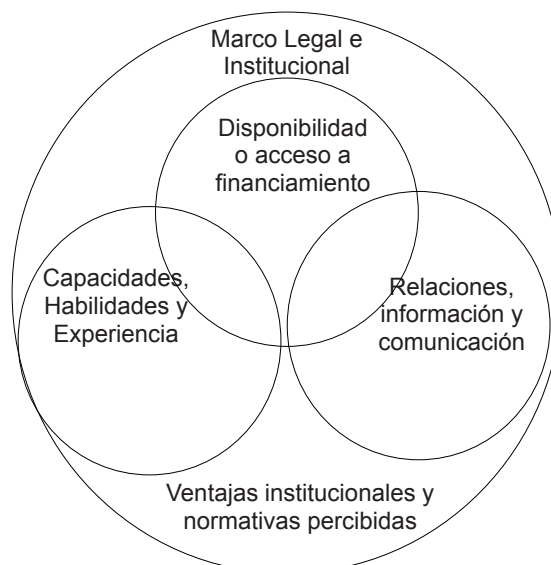 Marco Legal e
Institucional
Disponibilidad
o acceso a
financiamiento
Capacidades,
Habilidades y
Experiencia
Relaciones,
información y
comunicación
Ventajas institucionales y
normativas percibidas